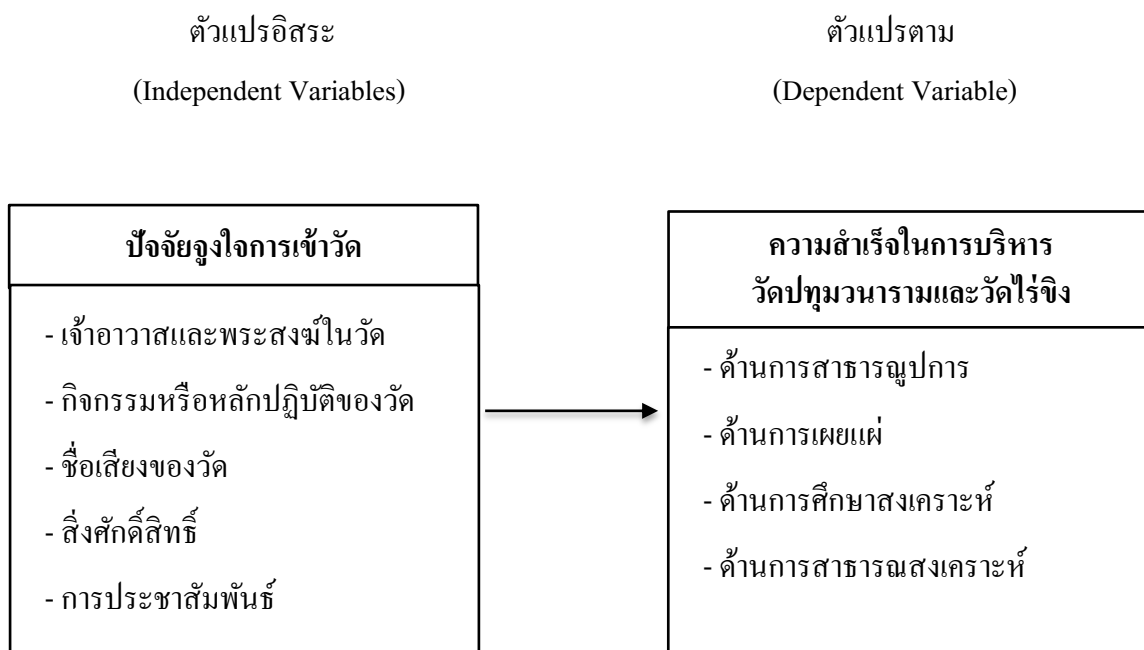 ตัวแปรอิสระ
(Independent Variables)
ตัวแปรตาม
(Dependent Variable)
ปัจจัยจูงใจการเข้าวัด
- เจ้าอาวาสและพระสงฆ์ในวัด
- กิจกรรมหรือหลักปฏิบัติของวัด
- ชื่อเสียงของวัด
- สิ่งศักดิ์สิทธิ์
- การประชาสัมพันธ์
ความสำเร็จในการบริหาร
วัดปทุมวนารามและวัดไร่ขิง
- ด้านการสาธารณูปการ
- ด้านการเผยแผ่
- ด้านการศึกษาสงเคราะห์
- ด้านการสาธารณสงเคราะห์